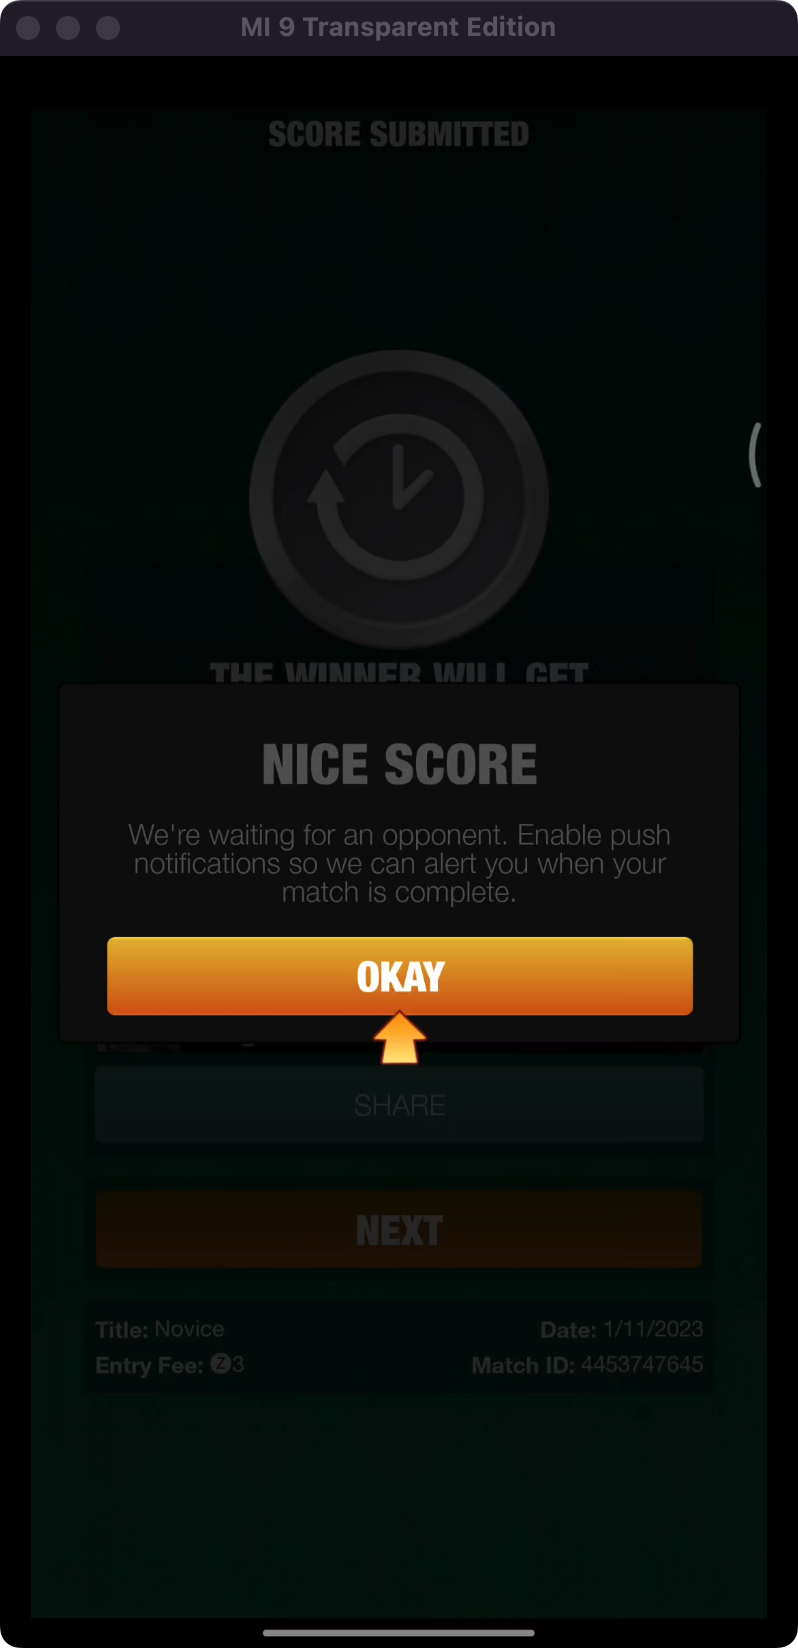 MI 9 Transparent Edition
SCORE SUBMITTED
THE WINNER WILL GET
NICE SCORE
We're waiting for an opponent. Enable push
notifications so we can alert you when your
match is complete.
OKAY
SHARE
NEXT
Title: Novice
Date: 1/11/2023
Entry Fee: Z3
Match ID: 4453747645